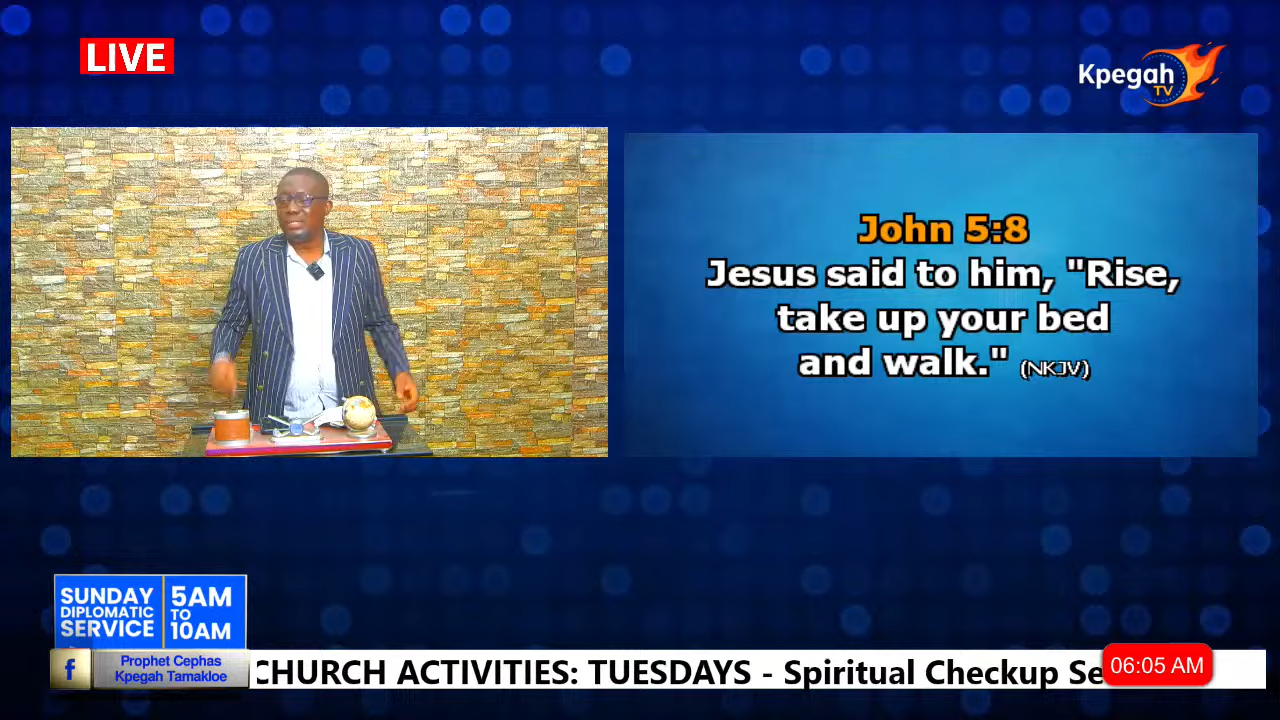 LIVE
Kpegah
TV
John 5:8
Jesus said to him, "Rise,
take up your bed
and walk." (NKJV)
SUNDAY
DIPLOMATIC
SERVICE
5AM
TO
10AM
f
Prophet Cephas
Kpegah Tamakloe
CHURCH ACTIVITIES: TUESDAYS - Spiritual Checkup Se
06:05 AM